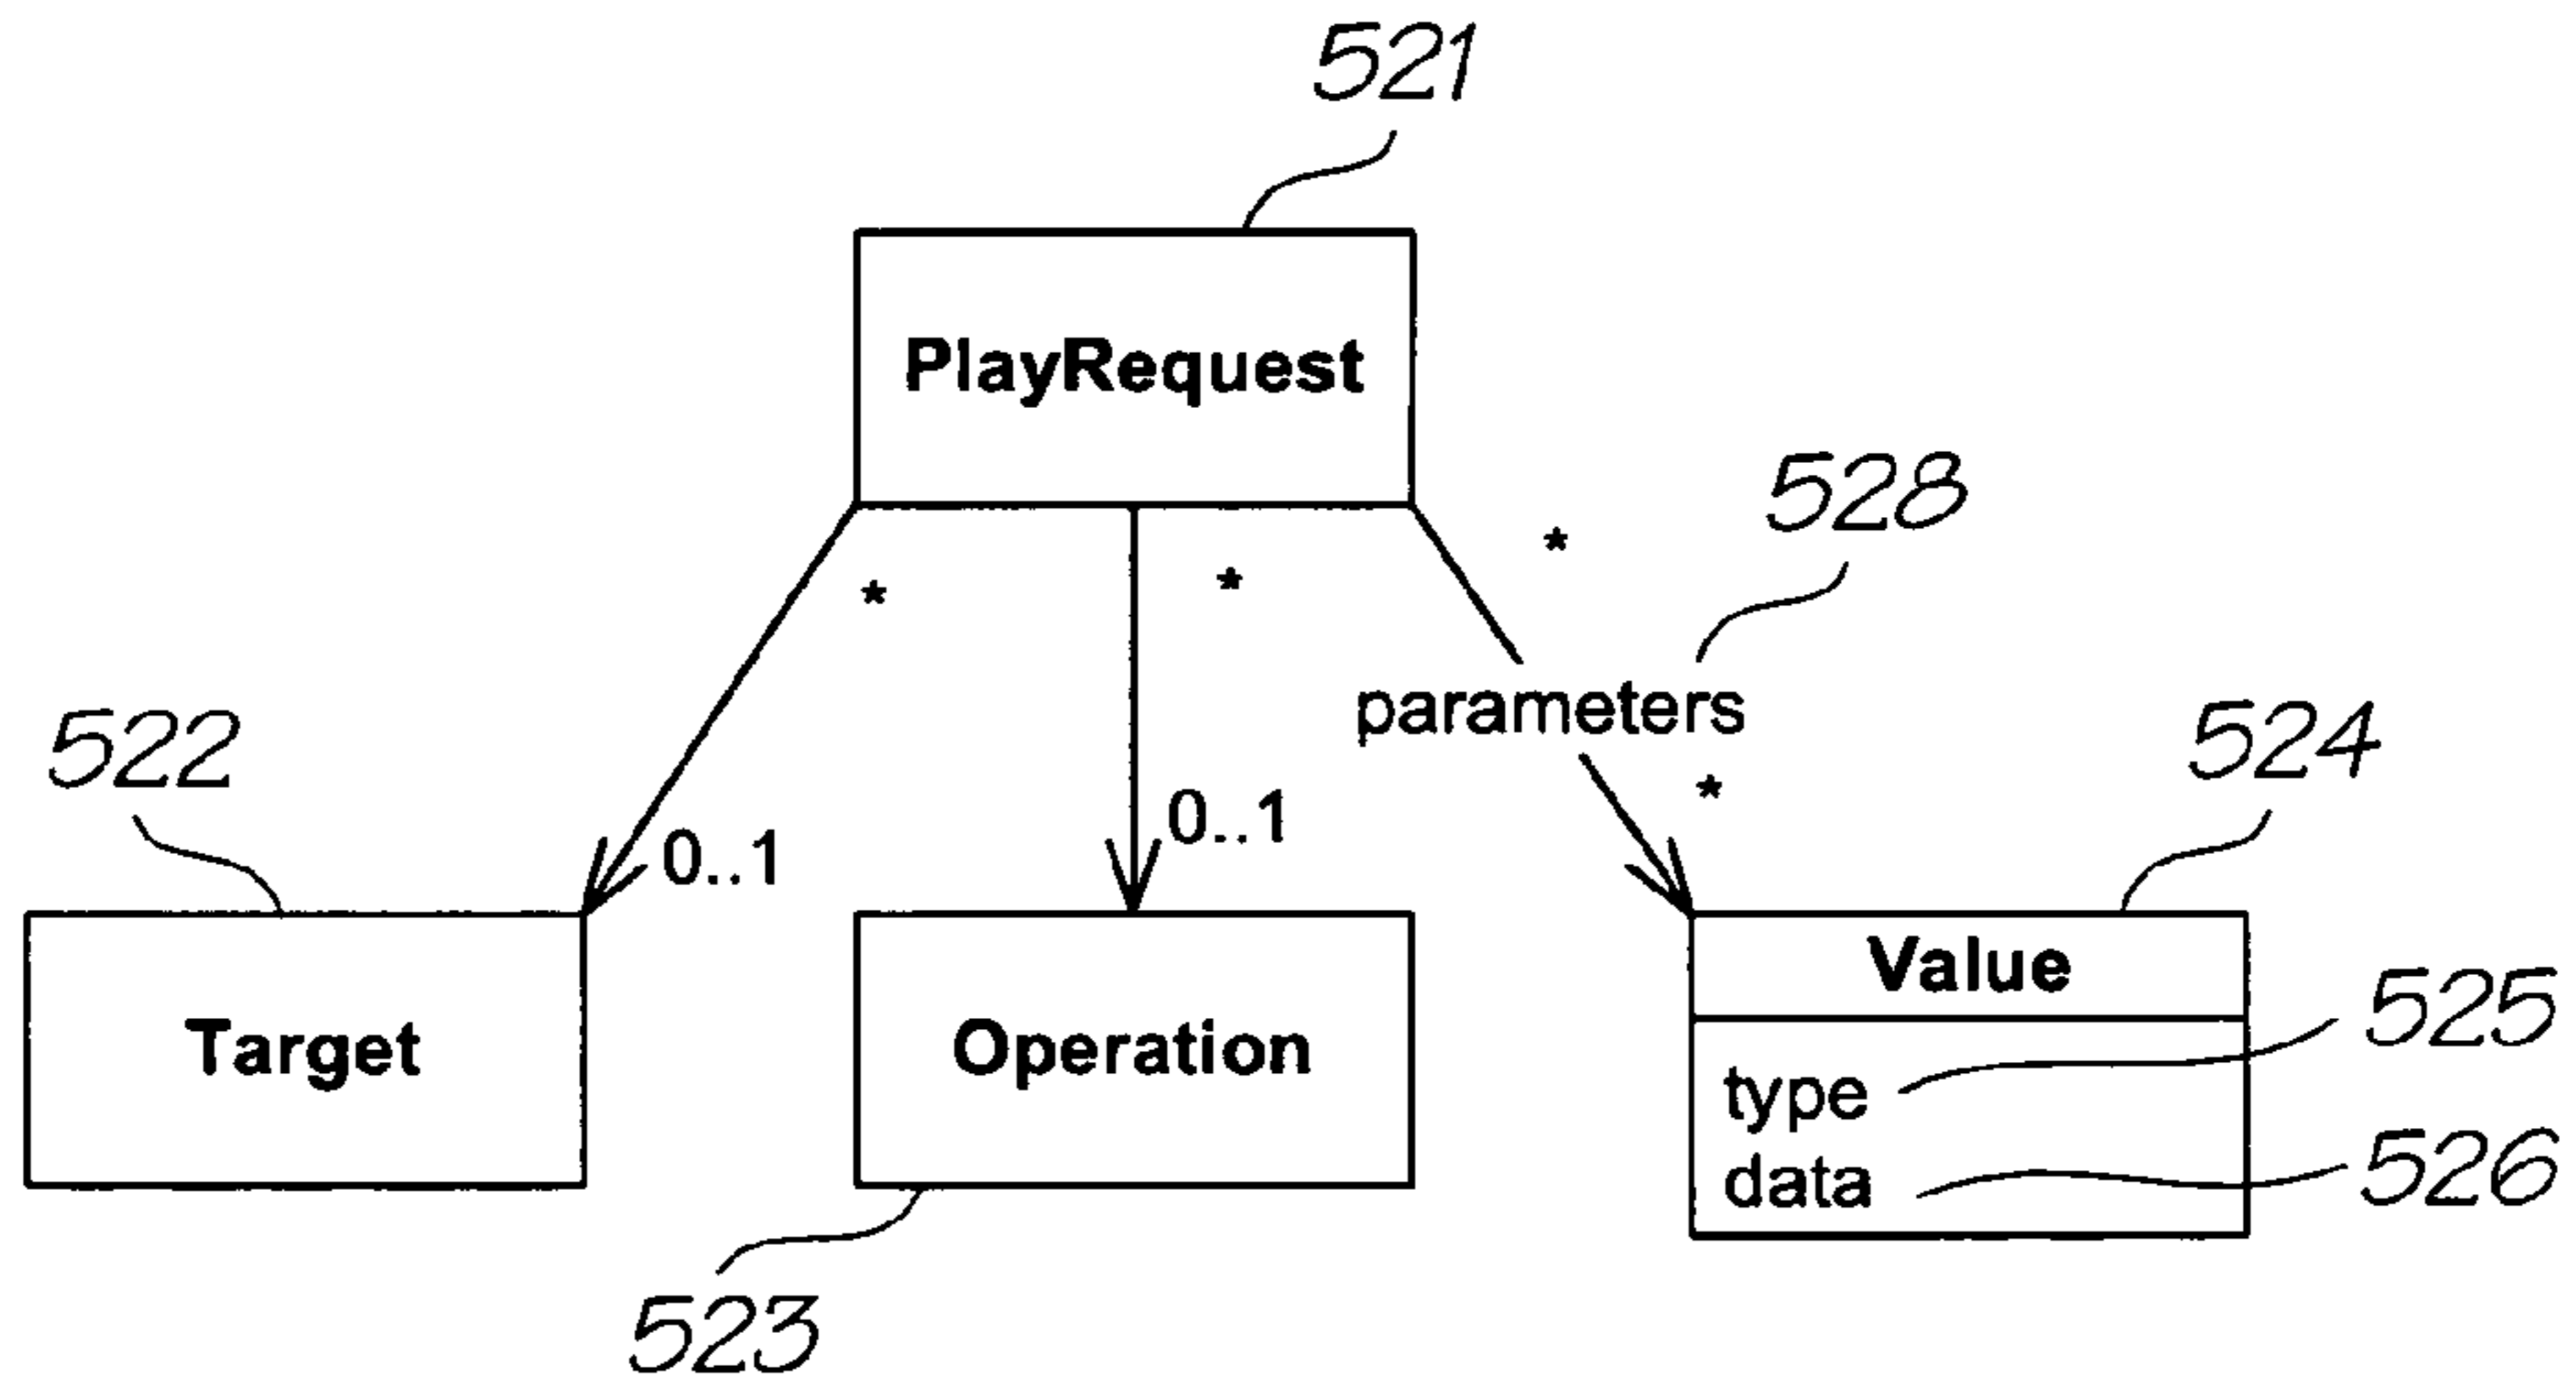 521
PlayRequest
528
*
*
*
parameters
522
524
*
0..1
0..1
Value
525
Target
Operation
type
data
526
523